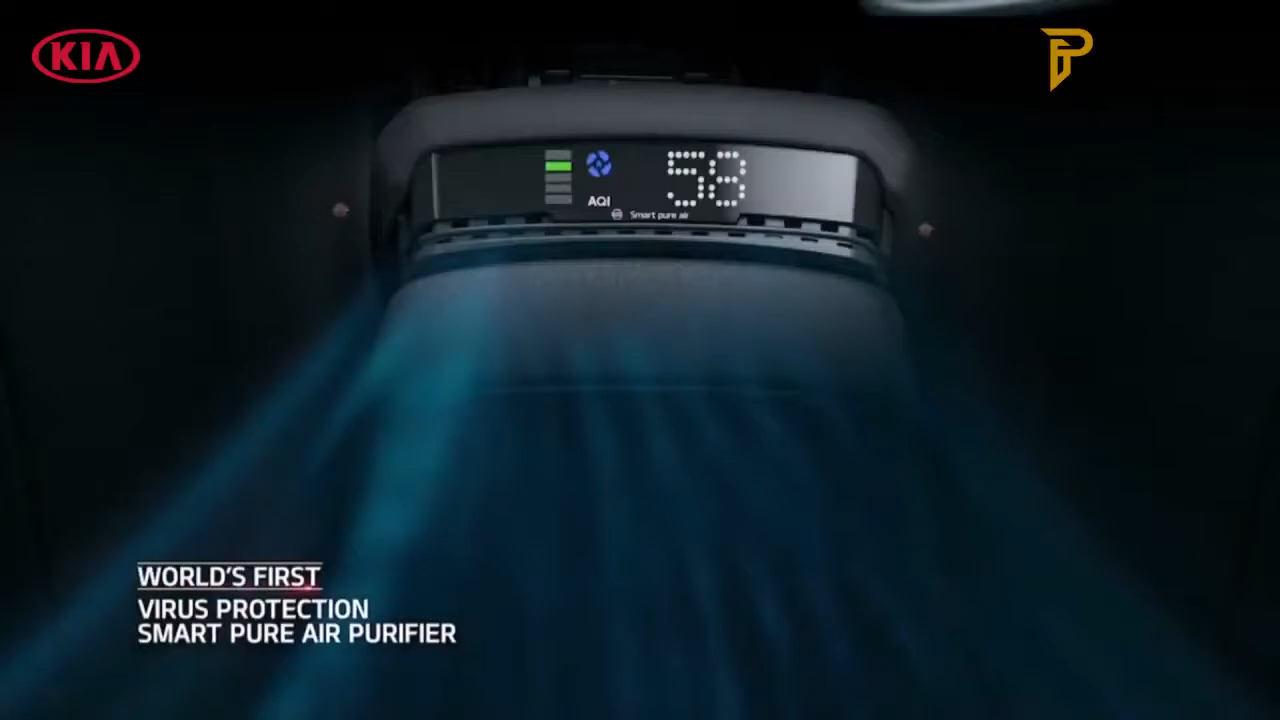 KIA
58
AQI
Smart pure air
WORLD'S FIRST
VIRUS PROTECTION
SMART PURE AIR PURIFIER